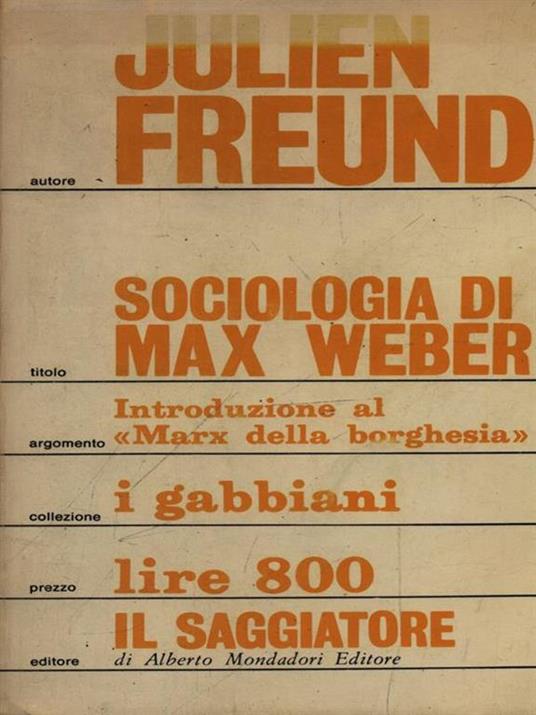 JULIEN
FREUND
autore
SOCIOLOGIA DI
MAX WEBER
titolo
Introduzione al
«Marx della borghesia»
argomento
i gabbiani
collezione
lire 800
prezzo
IL SAGGIATORE
di Alberto Mondadori Editore
editore